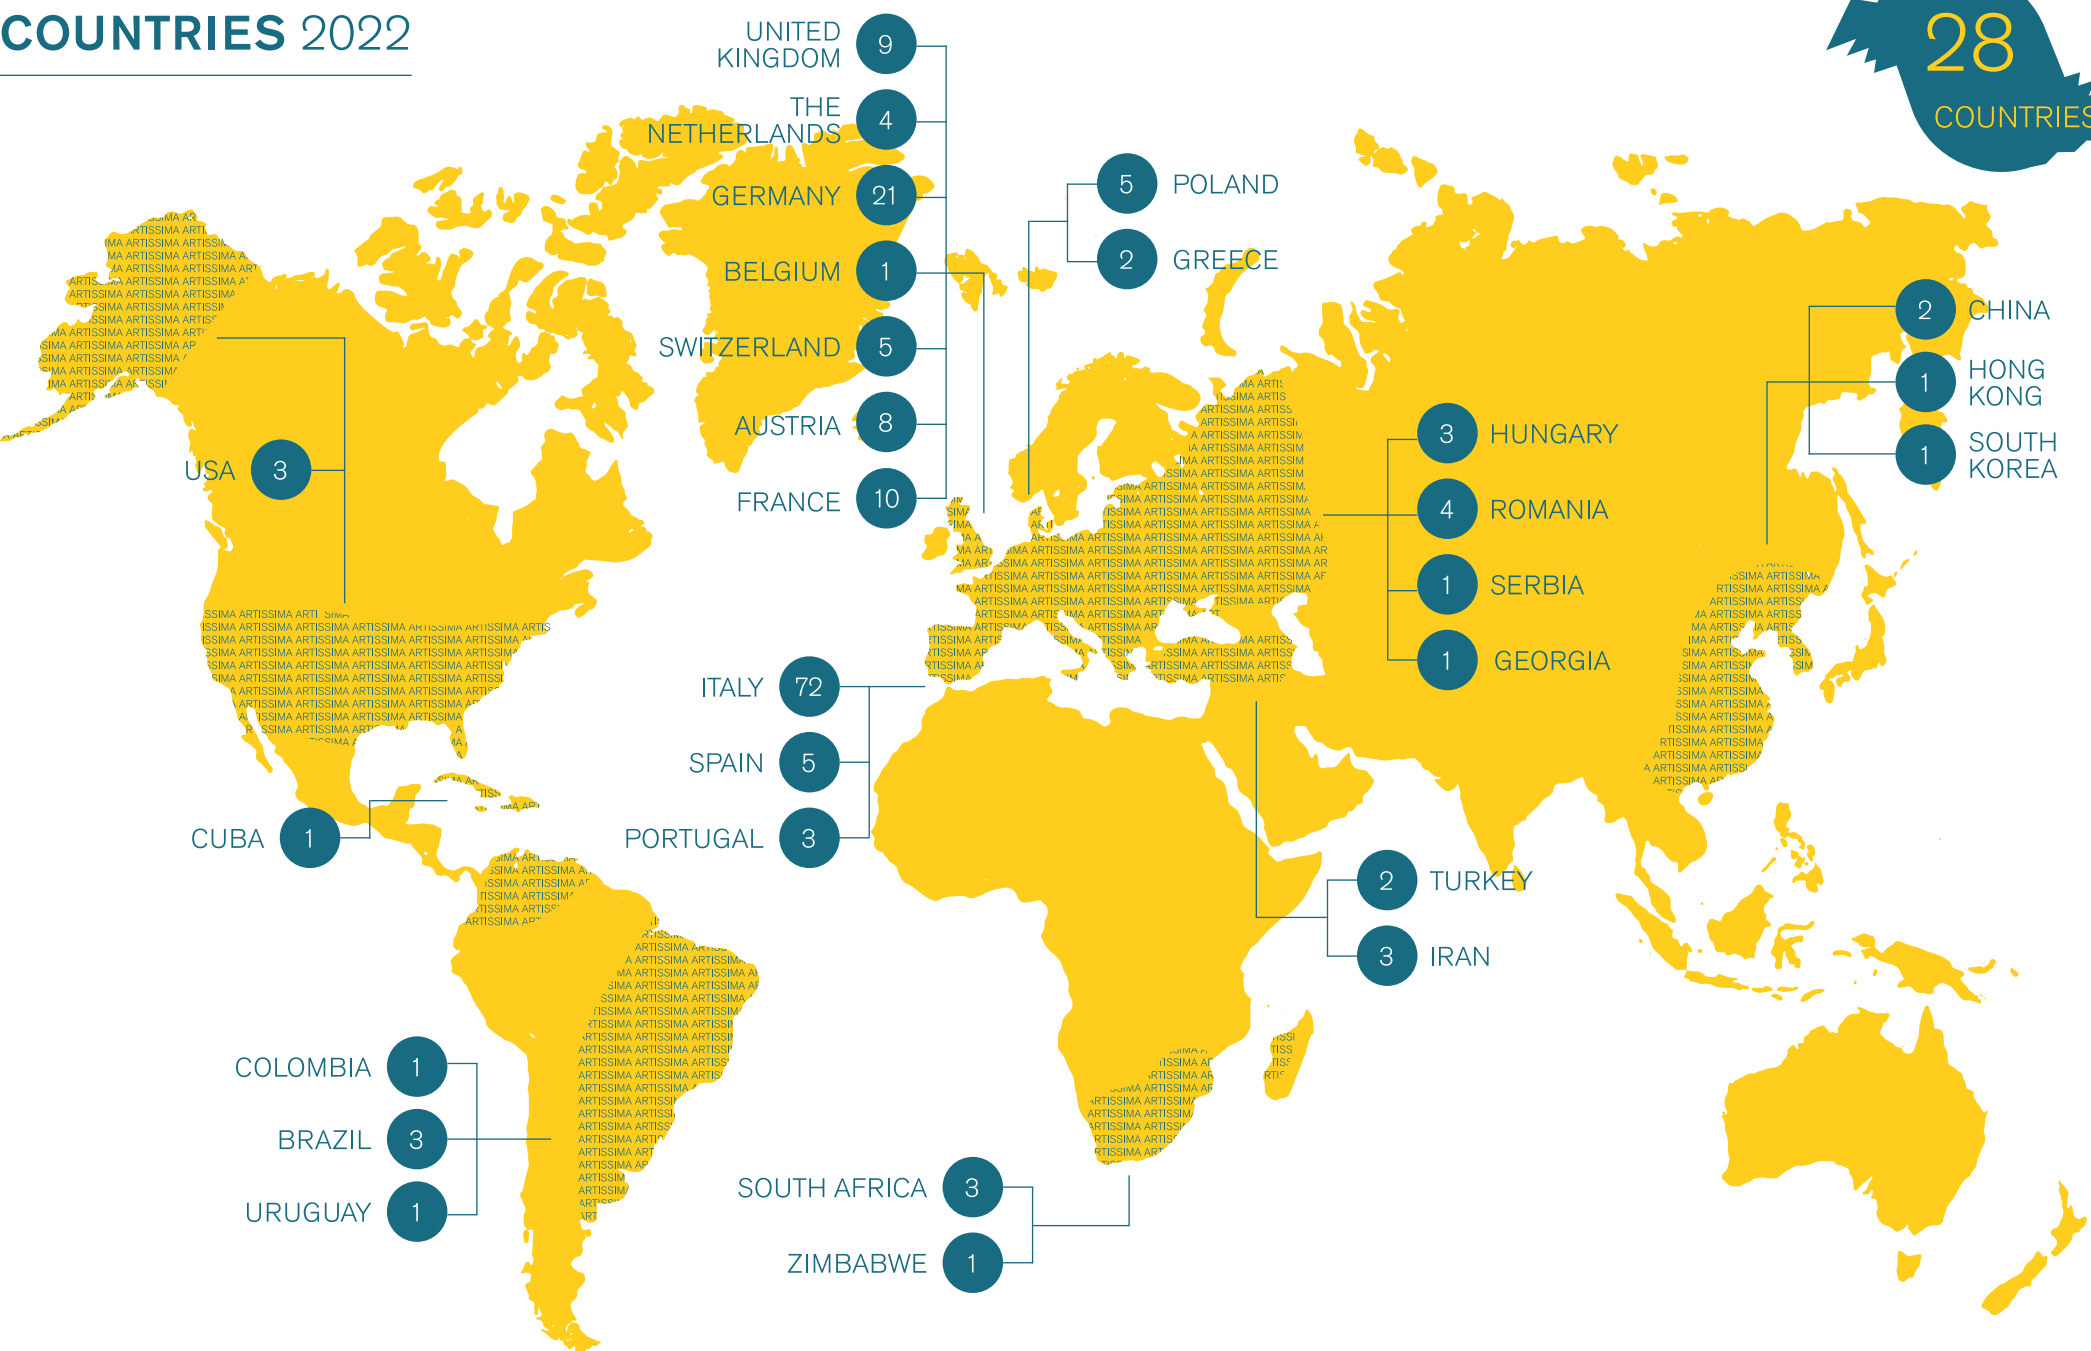 COUNTRIES 2022
28
COUNTRIES
UNITED
KINGDOM
9
THE
NETHERLANDS
4
GERMANY
21
BELGIUM
1
SWITZERLAND
5
AUSTRIA
8
FRANCE
10
5
POLAND
2
GREECE
2
CHINA
1
HONG
KONG
1
SOUTH
KOREA
3
HUNGARY
4
ROMANIA
1
SERBIA
1
GEORGIA
USA
3
CUBA
1
ITALY
72
SPAIN
5
PORTUGAL
3
2
TURKEY
3
IRAN
COLOMBIA
1
BRAZIL
3
URUGUAY
1
SOUTH AFRICA
3
ZIMBABWE
1